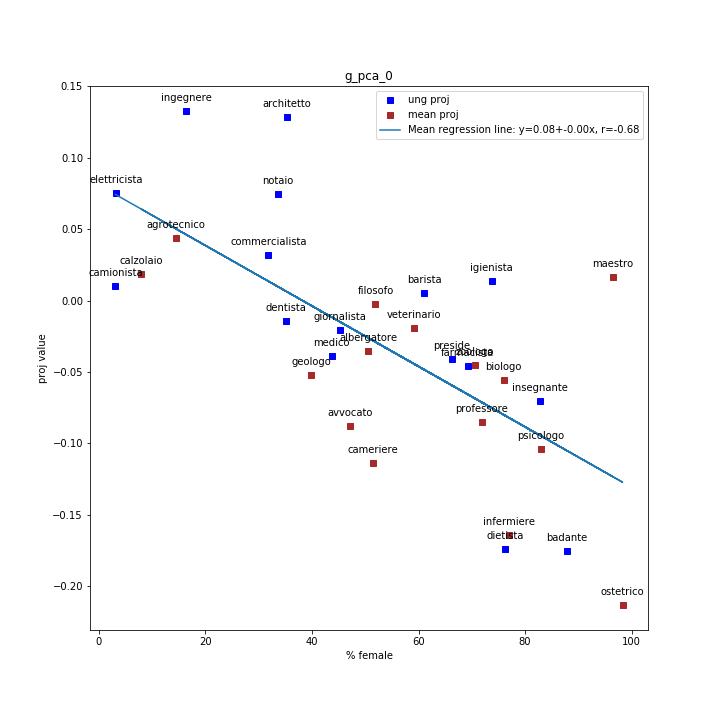 g_pca_0
ung proj
mean proj
Mean regression line: y=0.08+-0.00x, r=-0.68
proj value
0.15
0.10
0.05
0.00
−0.05
−0.10
−0.15
−0.20
ingegnere
architetto
elettricista
notaio
agrotecnico
commercialista
calzolaio
camionista
maestro
igienista
barista
filosofo
dentista
giornalista
veterinario
medico
albergatore
preside
farmacista
geologo
biologo
insegnante
avvocato
professore
cameriere
psicologo
infermiere
dietista
badante
ostetrico
0
20
40
60
80
100
% female